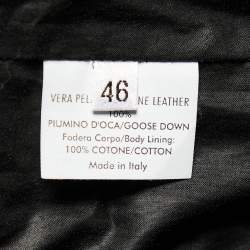 46
VERA PEL NE LEATHER
100%
PIUMINO D'OCA/GOOSE DOWN
Fodera Corpo/Body Lining:
100% COTONE/COTTON
Made in Italy